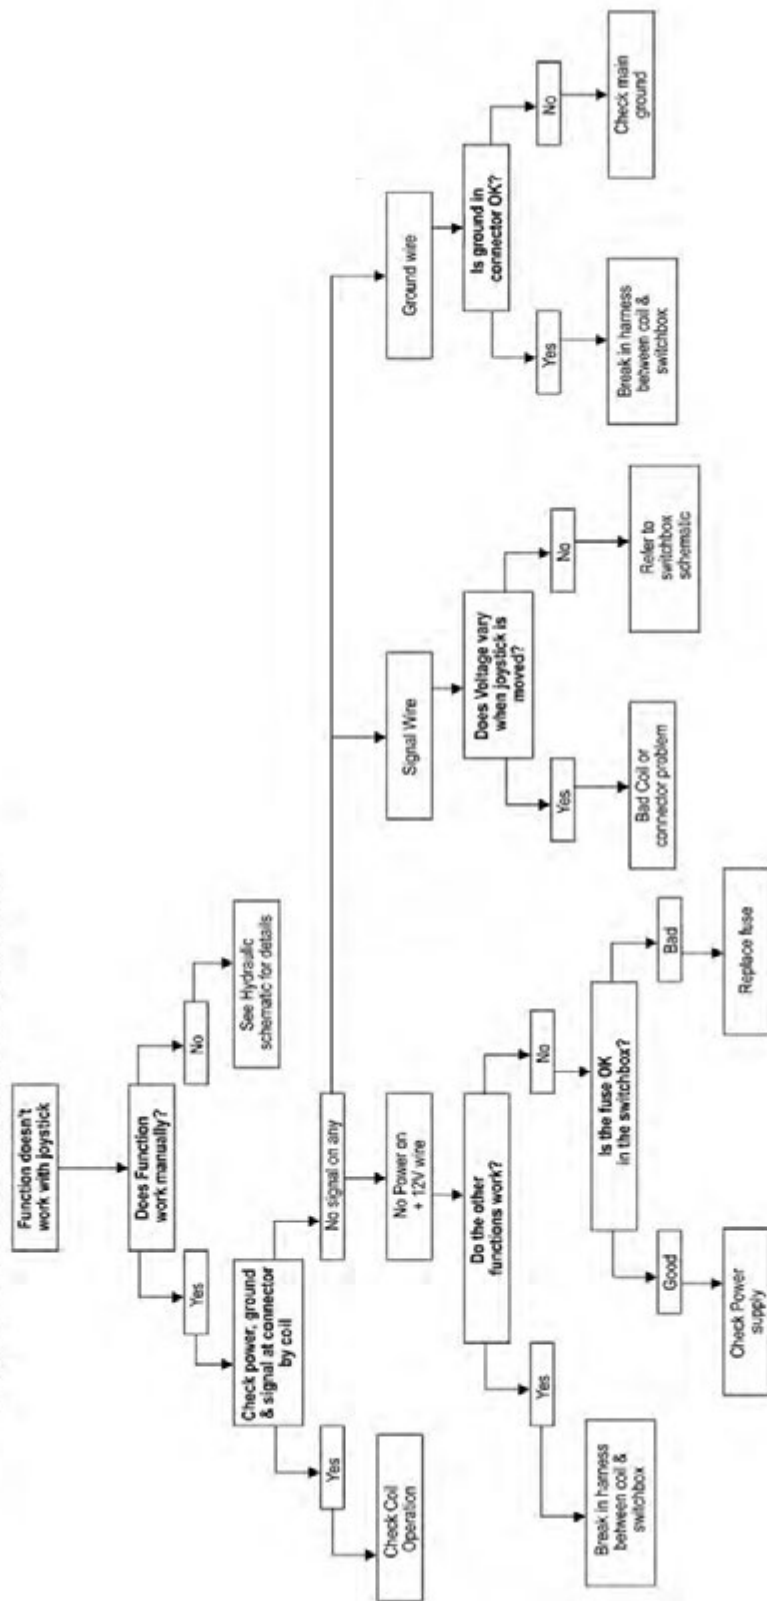 Function doesn't
work with joystick
Does Function
work manually?
Yes
No
Check power, ground
& signal at connector
by coil
See Hydraulic
schematic for details
Yes
No signal on any
Check Coil
Operation
No Power on
+ 12V wire
Signal Wire
Ground wire
Do the other
functions work?
Does Voltage vary
when joystick is
moved?
Is ground in
connector OK?
Yes
No
Yes
No
Yes
No
Break in harness
between coil &
switchbox
Is the fuse OK
in the switchbox?
Bad Coil or
connector problem
Refer to
switchbox
schematic
Break in harness
between coil &
switchbox
Check main
ground
Good
Bad
Check Power
supply
Replace fuse